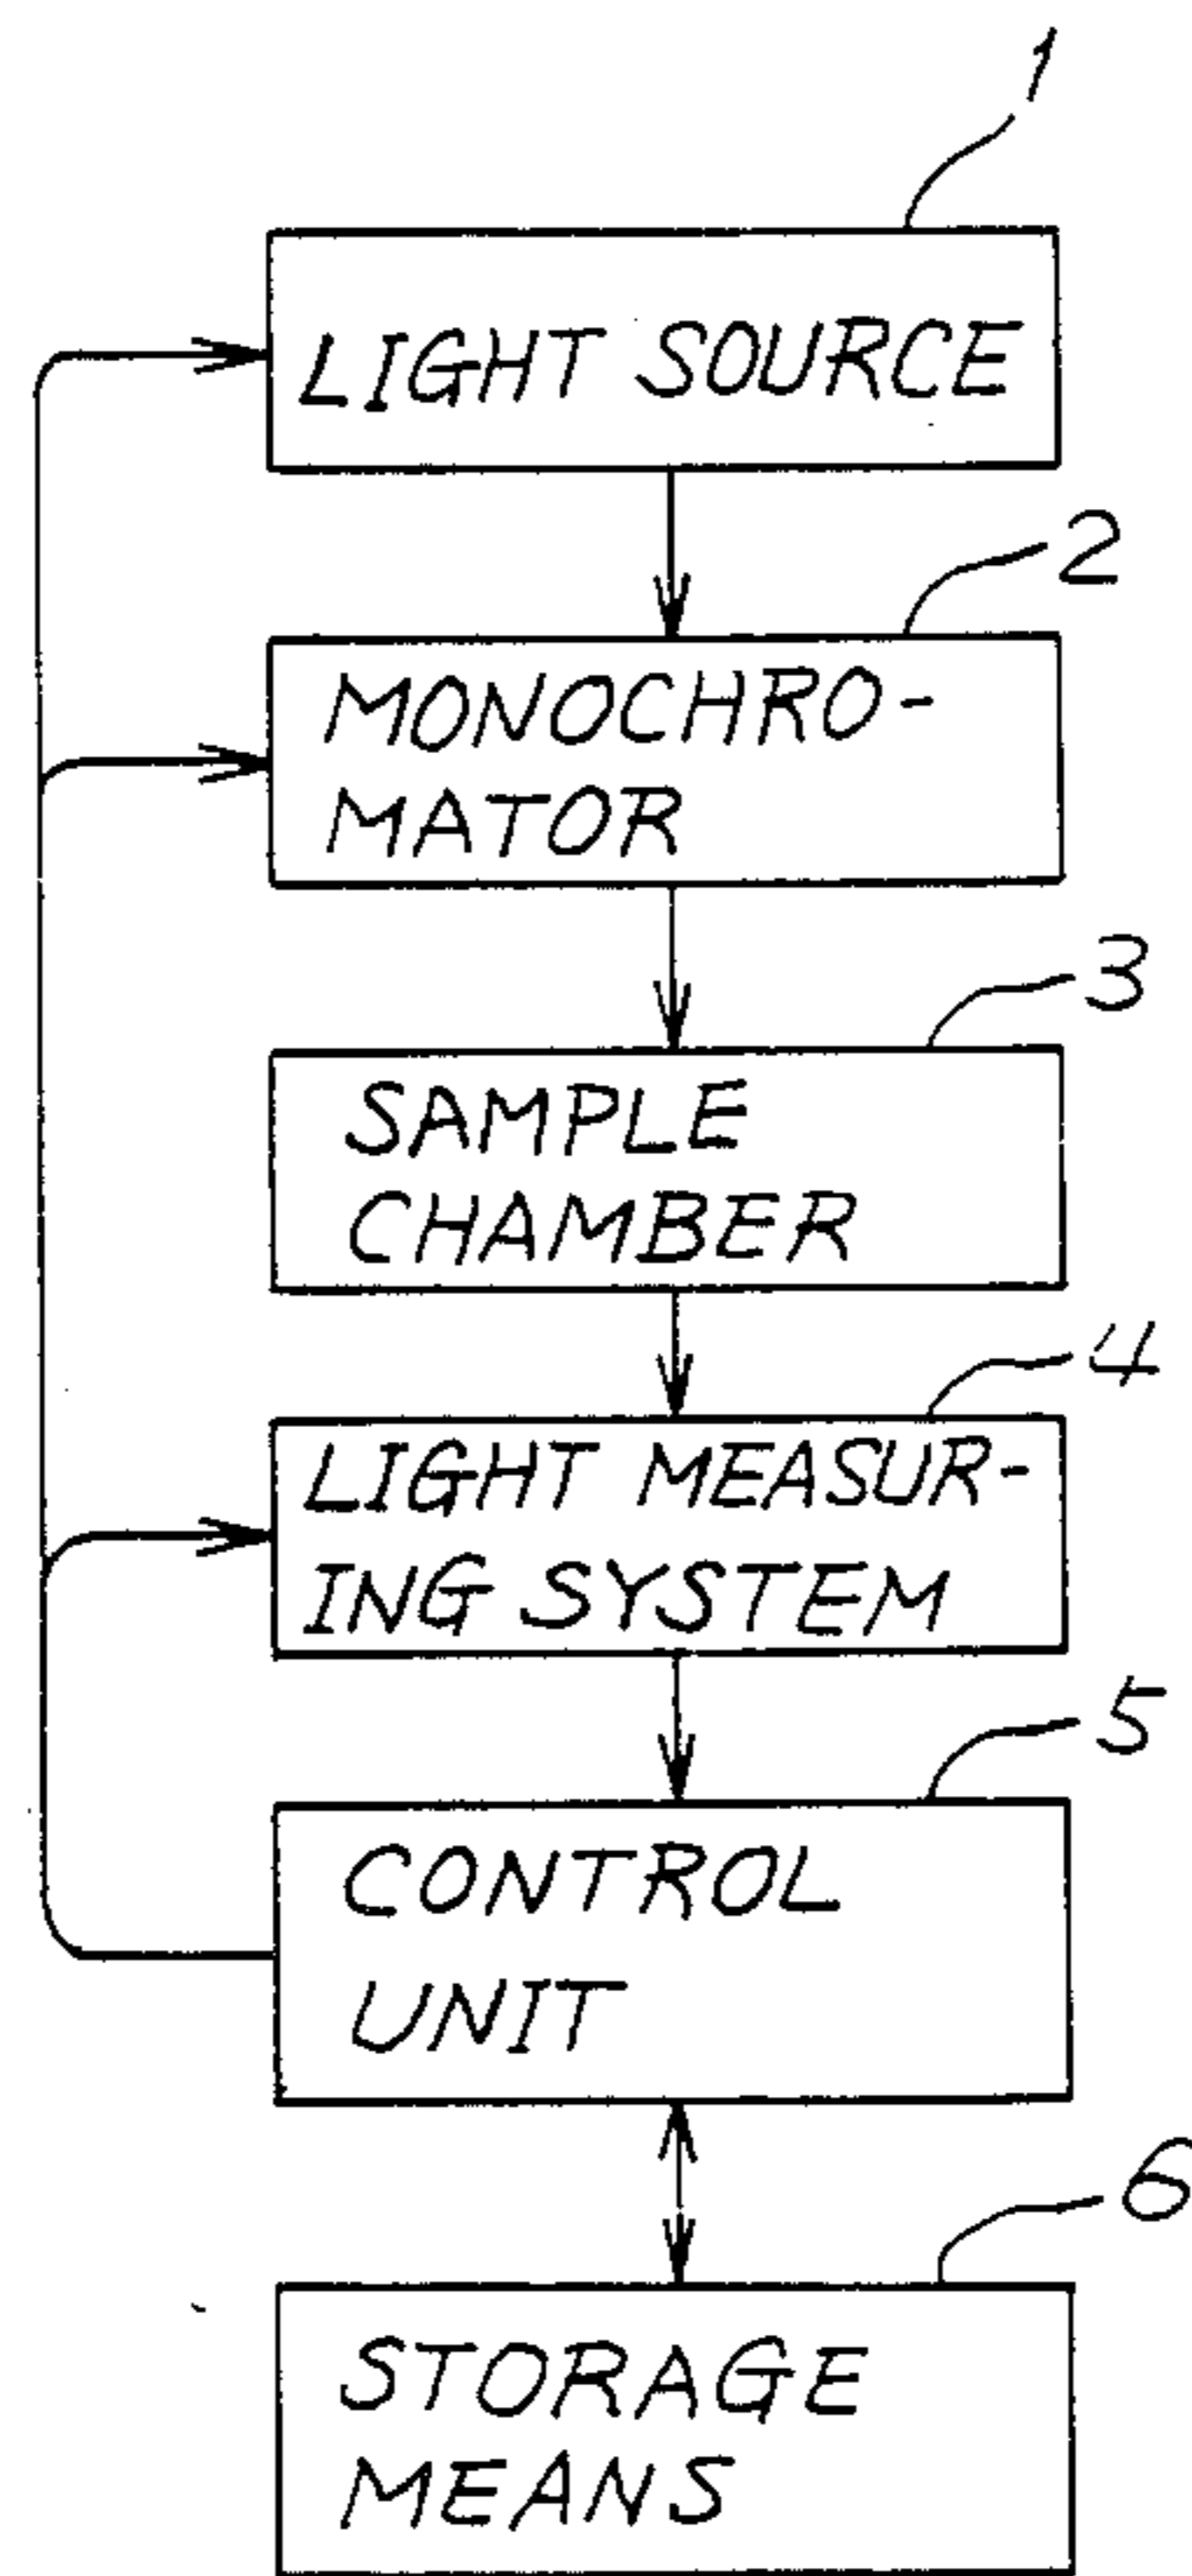 1
LIGHT SOURCE
2
MONOCHRO-
MATOR
3
SAMPLE
CHAMBER
4
LIGHT MEASUR-
ING SYSTEM
5
CONTROL
UNIT
6
STORAGE
MEANS